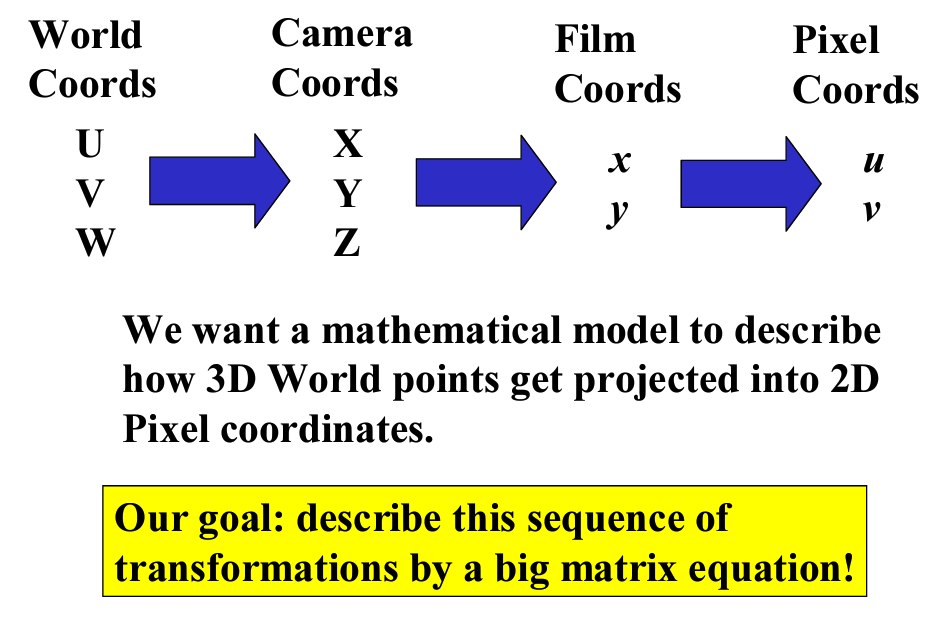 World
Coords
Camera
Coords
Film
Coords
Pixel
Coords
U
V
W
X
Y
Z
x
y
u
v
We want a mathematical model to describe
how 3D World points get projected into 2D
Pixel coordinates.
Our goal: describe this sequence of
transformations by a big matrix equation!